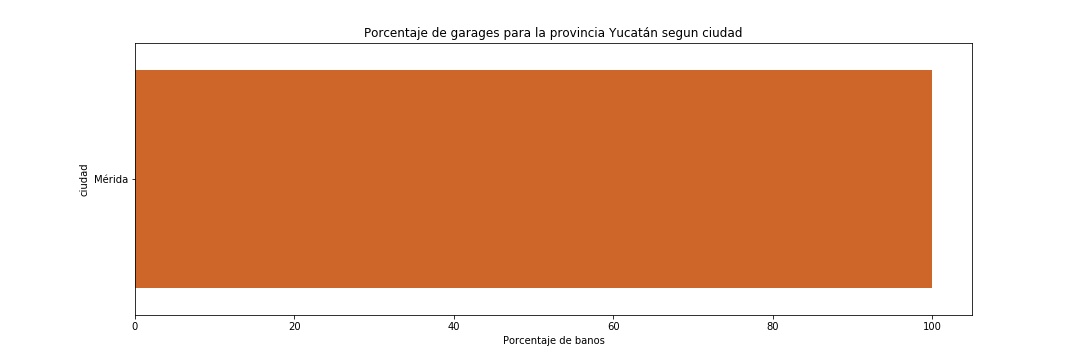 Porcentaje de garages para la provincia Yucatán segun ciudad
ciudad
Mérida
0 20 40 60 80 100
Porcentaje de banos